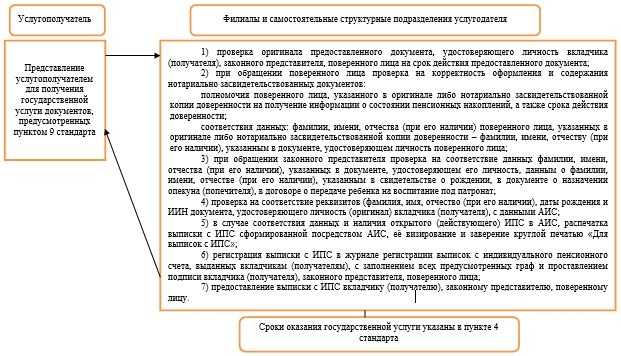 Услугополучатель
Филиалы и самостоятельные структурные подразделения услугодателя
Представление
услугополучателем
для получения
государственной
услуги документов,
предусмотренных
пунктом 9 стандарта
1) проверка оригинала предоставленного документа, удостоверяющего личность вкладчика
(получателя), законного представителя, поверенного лица на срок действия предоставленного документа;
2) при обращении поверенного лица проверка на корректность оформления и содержания
нотариально засвидетельствованных документов:
полномочия поверенного лица, указанного в оригинале либо нотариально засвидетельствованной
копии доверенности на получение информации о состоянии пенсионных накоплений, а также срока действия
доверенности;
соответствия данных: фамилии, имени, отчества (при его наличии) поверенного лица, указанных в
оригинале либо нотариально засвидетельствованной копии доверенности – фамилии, имени, отчеству (при
его наличии), указанным в документе, удостоверяющем личность поверенного лица;
3) при обращении законного представителя проверка на соответствие данных фамилии, имени,
отчества (при его наличии), указанных в документе, удостоверяющем его личность, данным о фамилии,
имени, отчестве (при его наличии), указанным в свидетельстве о рождении, в документе о назначении
опекуна (попечителя), в договоре о передаче ребенка на воспитание под патронат;
4) проверка на соответствие реквизитов (фамилия, имя, отчество (при его наличии), даты рождения и
ИИН документа, удостоверяющего личность (оригинал) вкладчика (получателя), с данными АИС;
5) в случае соответствия данных и наличия открытого (действующего) ИПС в АИС, распечатка
выписки с ИПС сформированной посредством АИС, её визирование и заверение круглой печатью «Для
выписок с ИПС»;
6) регистрация выписки с ИПС в журнале регистрации выписок с индивидуального пенсионного
счета, выданных вкладчикам (получателям), с заполнением всех предусмотренных граф и проставлением
подписи вкладчика (получателя), законного представителя, поверенного лица;
7) предоставление выписки с ИПС вкладчику (получателю), законному представителю, поверенному
лицу.
Сроки оказания государственной услуги указаны в пункте 4
стандарта